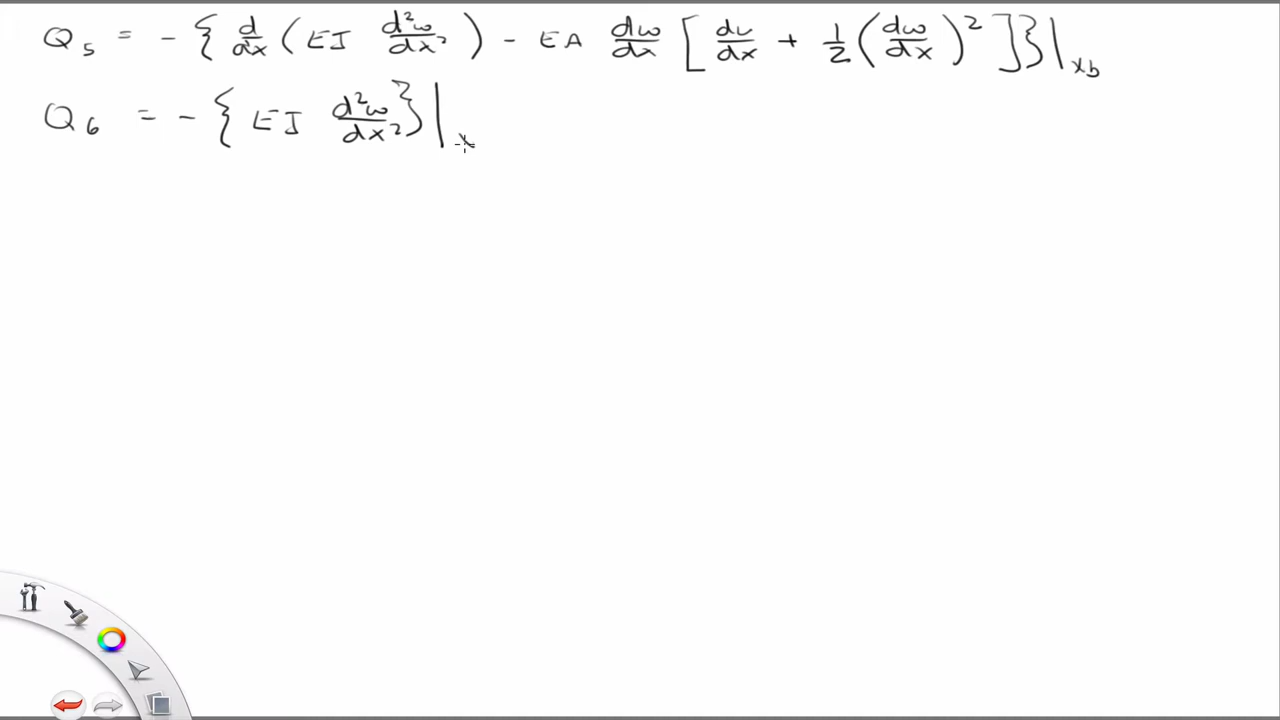 Q₅ = - { d/dx ( EI d²w/dx² ) - EA dw/dx [ du/dx + 1/2 ( dw/dx )² ] } |xb
Q₆ = - { EI d²w/dx² } |x